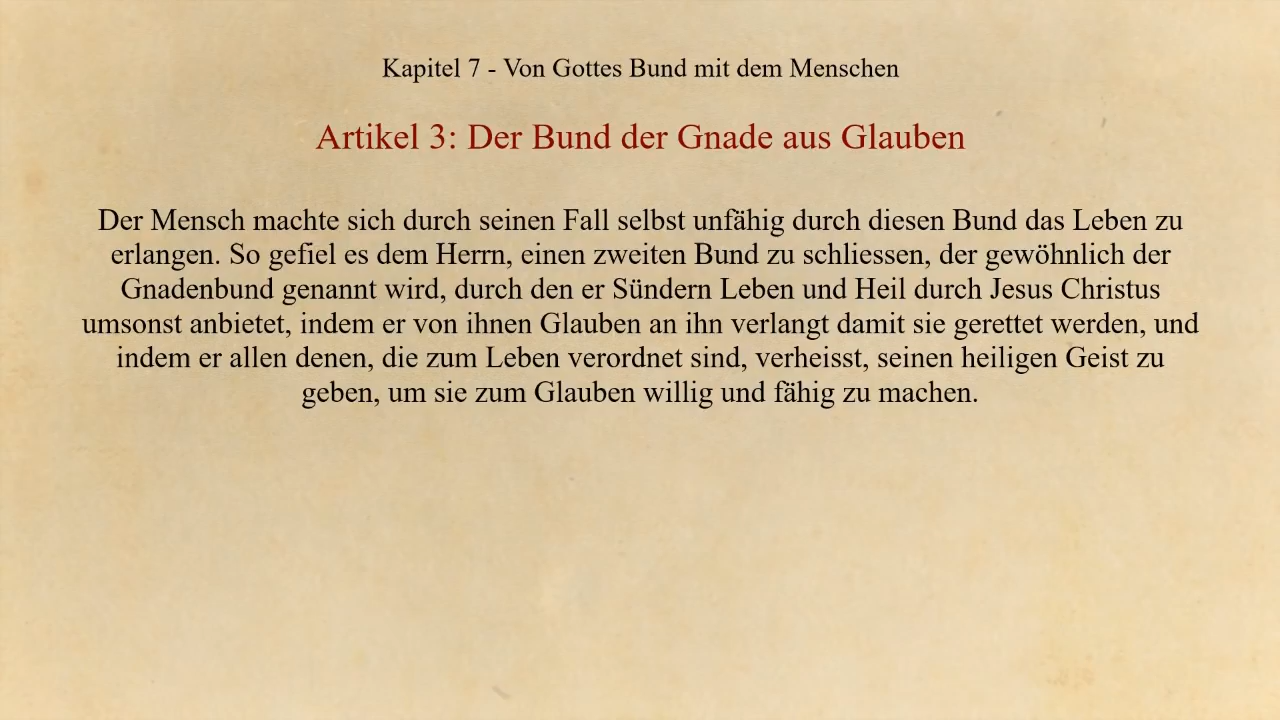 Kapitel 7 - Von Gottes Bund mit dem Menschen
Artikel 3: Der Bund der Gnade aus Glauben
Der Mensch machte sich durch seinen Fall selbst unfähig durch diesen Bund das Leben zu
erlangen. So gefiel es dem Herrn, einen zweiten Bund zu schliessen, der gewöhnlich der
Gnadenbund genannt wird, durch den er Sündern Leben und Heil durch Jesus Christus
umsonst anbietet, indem er von ihnen Glauben an ihn verlangt damit sie gerettet werden, und
indem er allen denen, die zum Leben verordnet sind, verheisst, seinen heiligen Geist zu
geben, um sie zum Glauben willig und fähig zu machen.